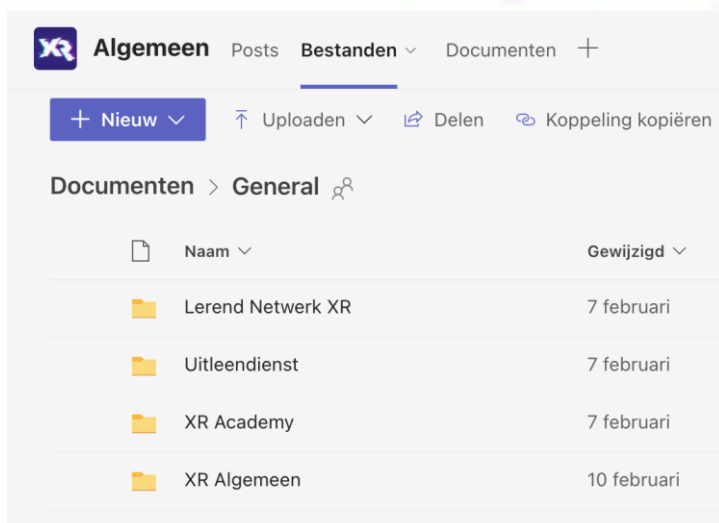 XR Algemeen Posts Bestanden Documenten
Nieuw Uploaden Delen Koppeling kopiëren
Documenten > General
Naam Gewijzigd
Lerend Netwerk XR 7 februari
Uitleendienst 7 februari
XR Academy 7 februari
XR Algemeen 10 februari